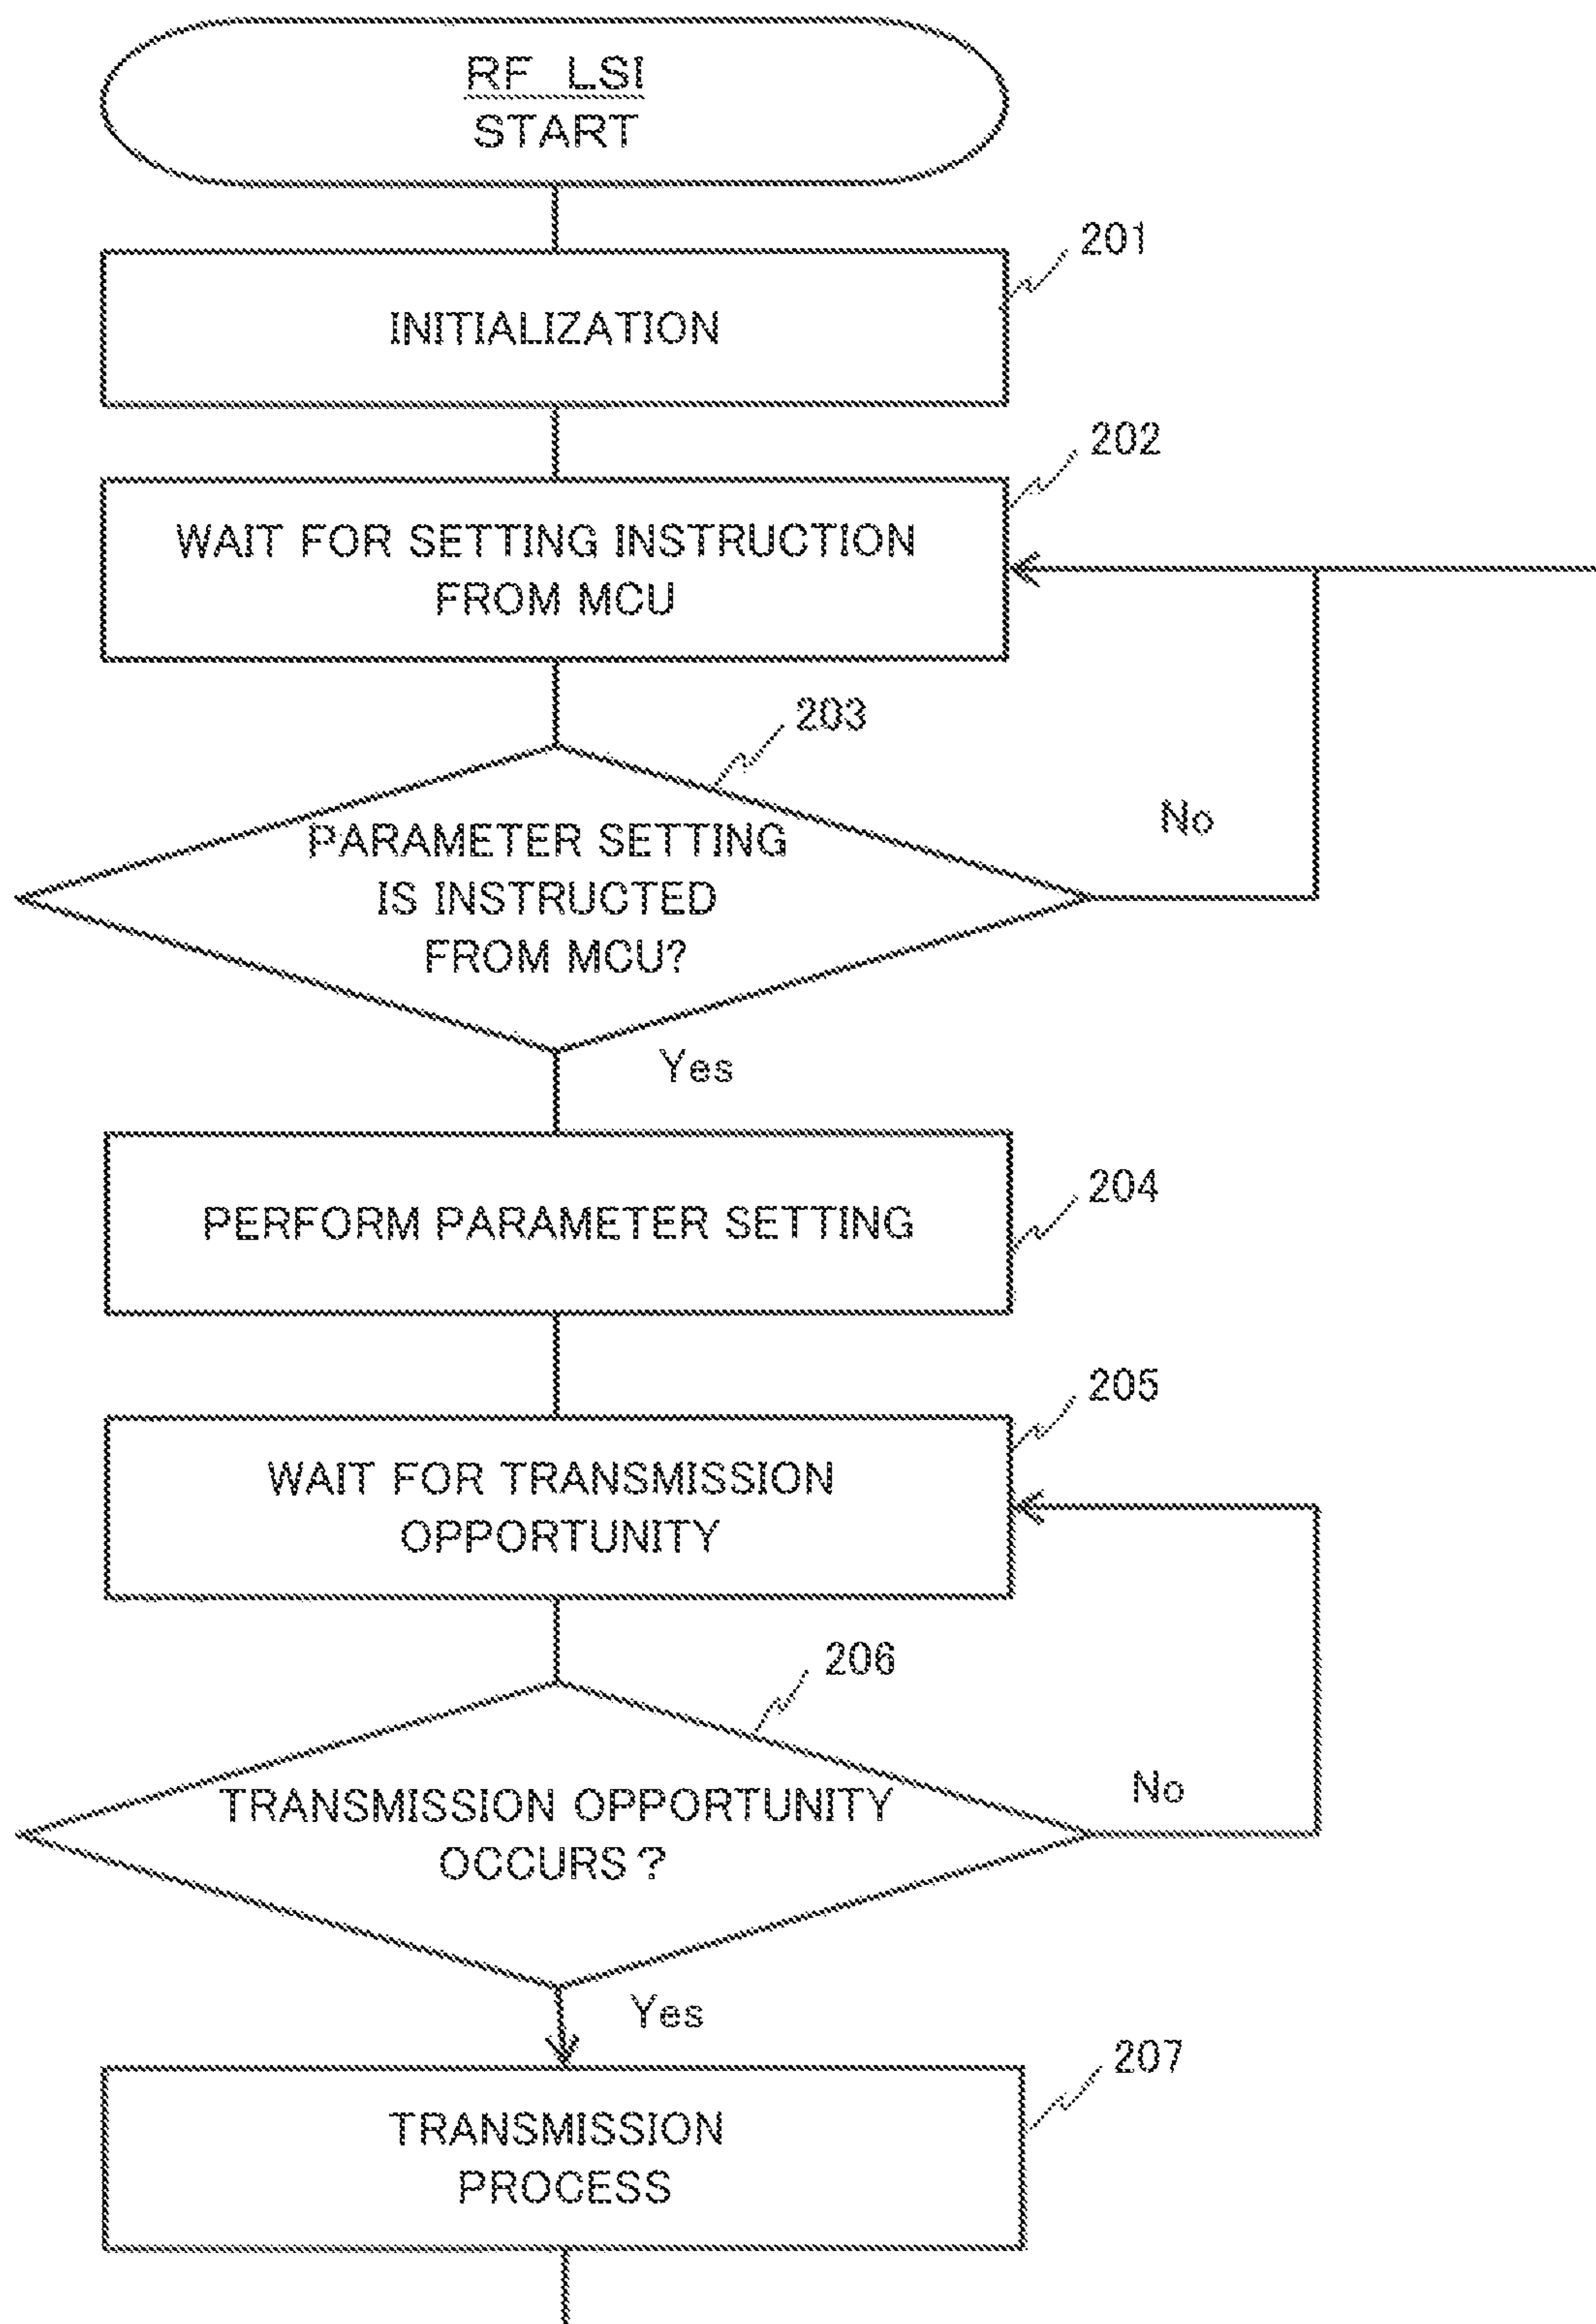 RF LSI
START
201
INITIALIZATION
202
WAIT FOR SETTING INSTRUCTION
FROM MCU
203
PARAMETER SETTING
IS INSTRUCTED
FROM MCU?
No
Yes
204
PERFORM PARAMETER SETTING
205
WAIT FOR TRANSMISSION
OPPORTUNITY
206
TRANSMISSION OPPORTUNITY
OCCURS?
No
Yes
207
TRANSMISSION
PROCESS